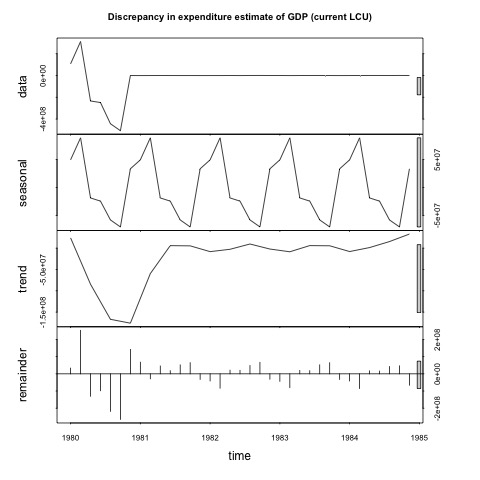 Discrepancy in expenditure estimate of GDP (current LCU)
data
0e+00
-4e+08
seasonal
5e+07
-5e+07
trend
-5.0e+07
-1.5e+08
remainder
2e+08
0e+00
-2e+08
1980 1981 1982 1983 1984 1985
time